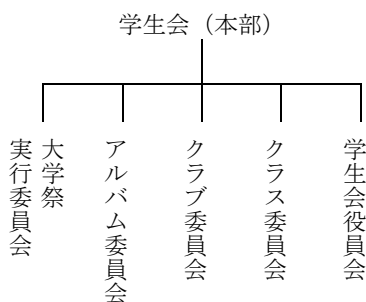 学生会（本部）
学生会役員会
クラス委員会
クラブ委員会
アルバム委員会
大学祭
実行委員会